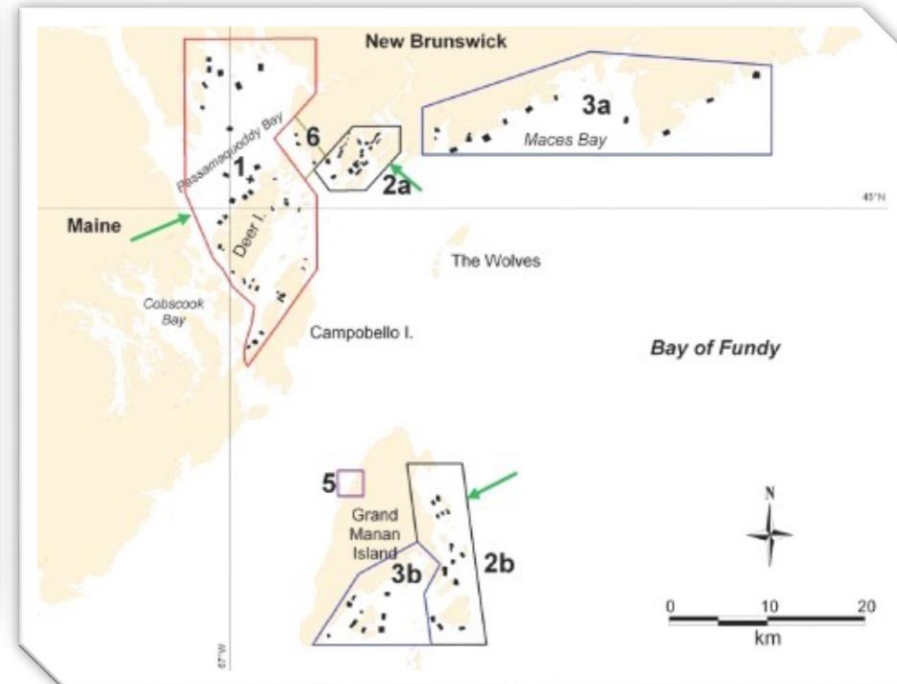 New Brunswick
3a
Maces Bay
6
Passamaquoddy Bay
1
2a
45°N
Maine
Deer I.
The Wolves
Cobscook
Bay
Campobello I.
Bay of Fundy
5
Grand
Manan
Island
3b
2b
N
0 10 20
km
67°W